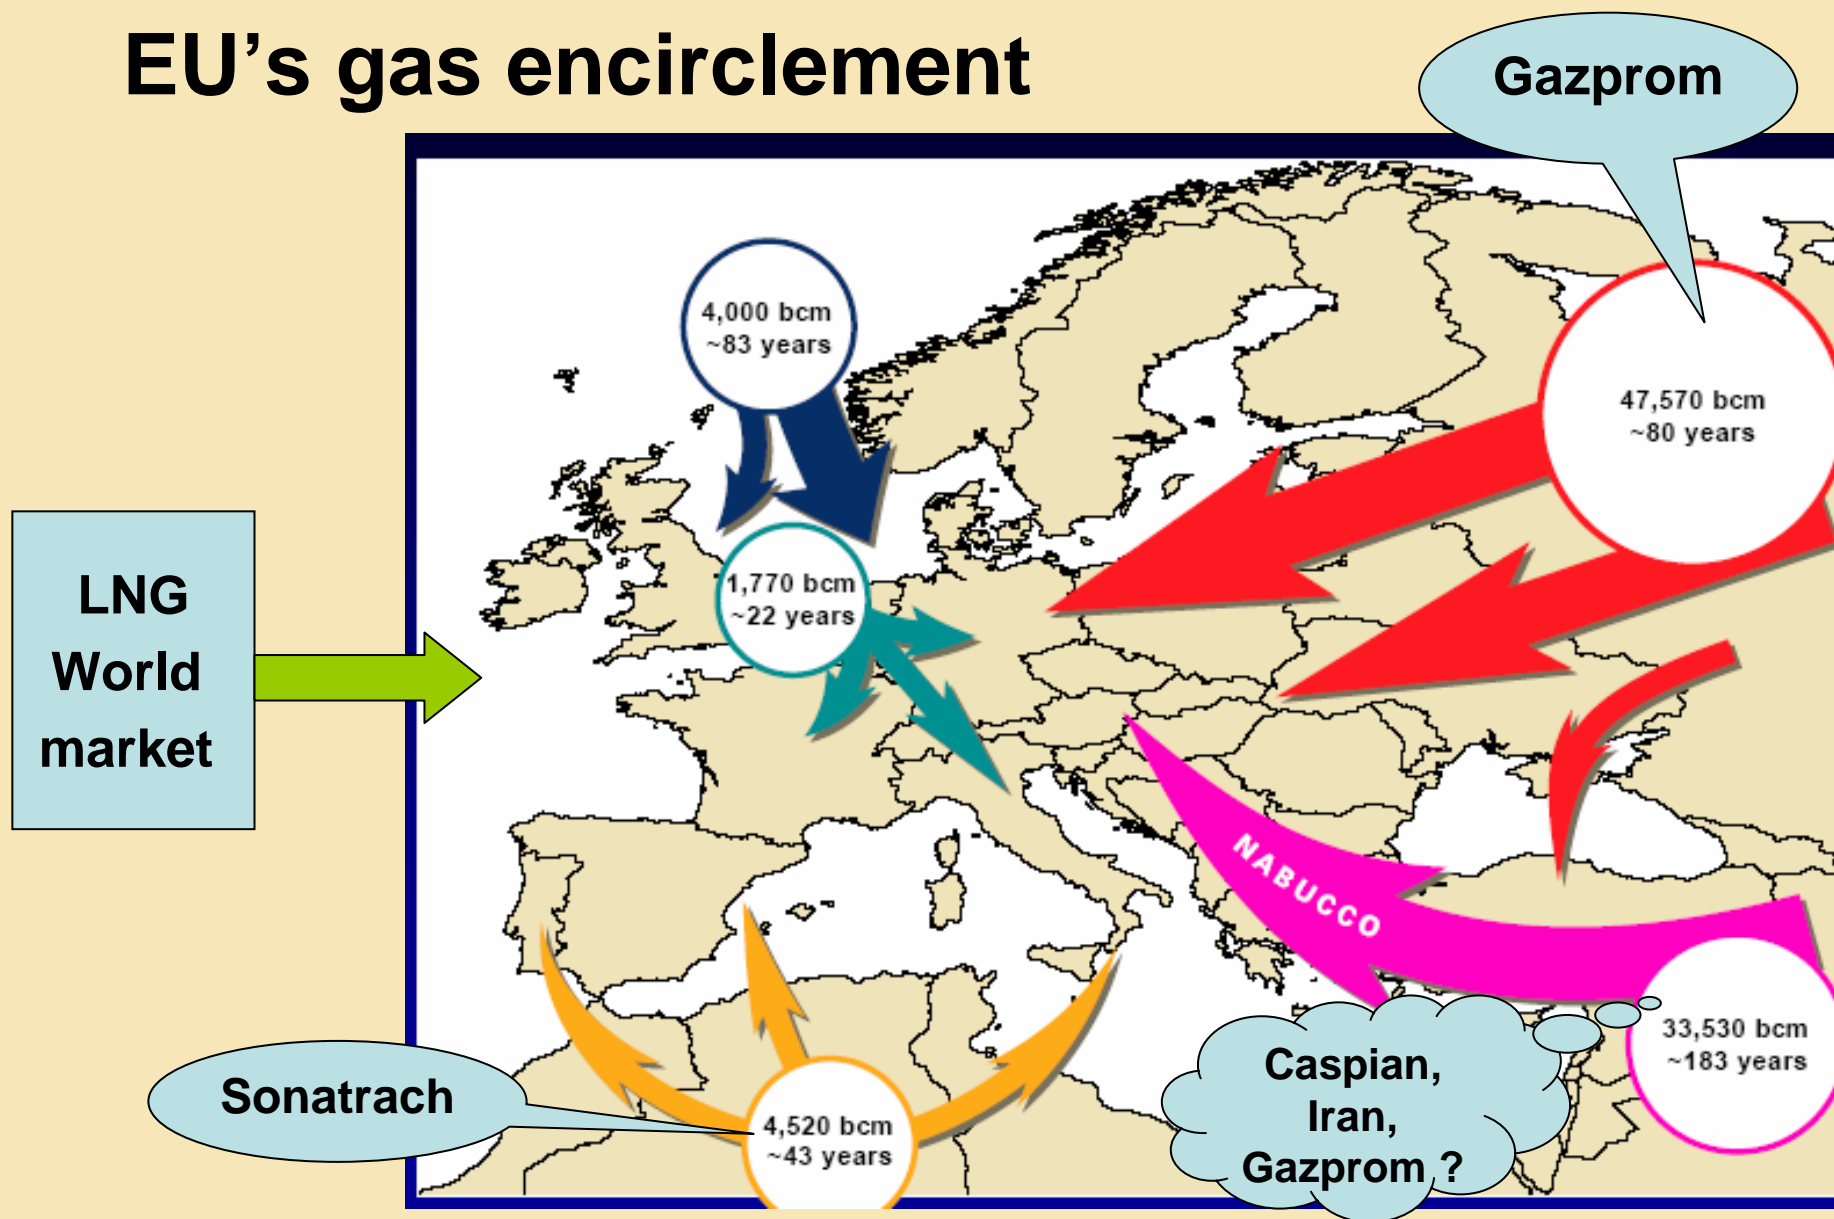 EU’s gas encirclement
Gazprom
4,000 bcm
~83 years
47,570 bcm
~80 years
LNG
World
market
1,770 bcm
~22 years
NABUCCO
Sonatrach
4,520 bcm
~43 years
Caspian,
Iran,
Gazprom ?
33,530 bcm
~183 years